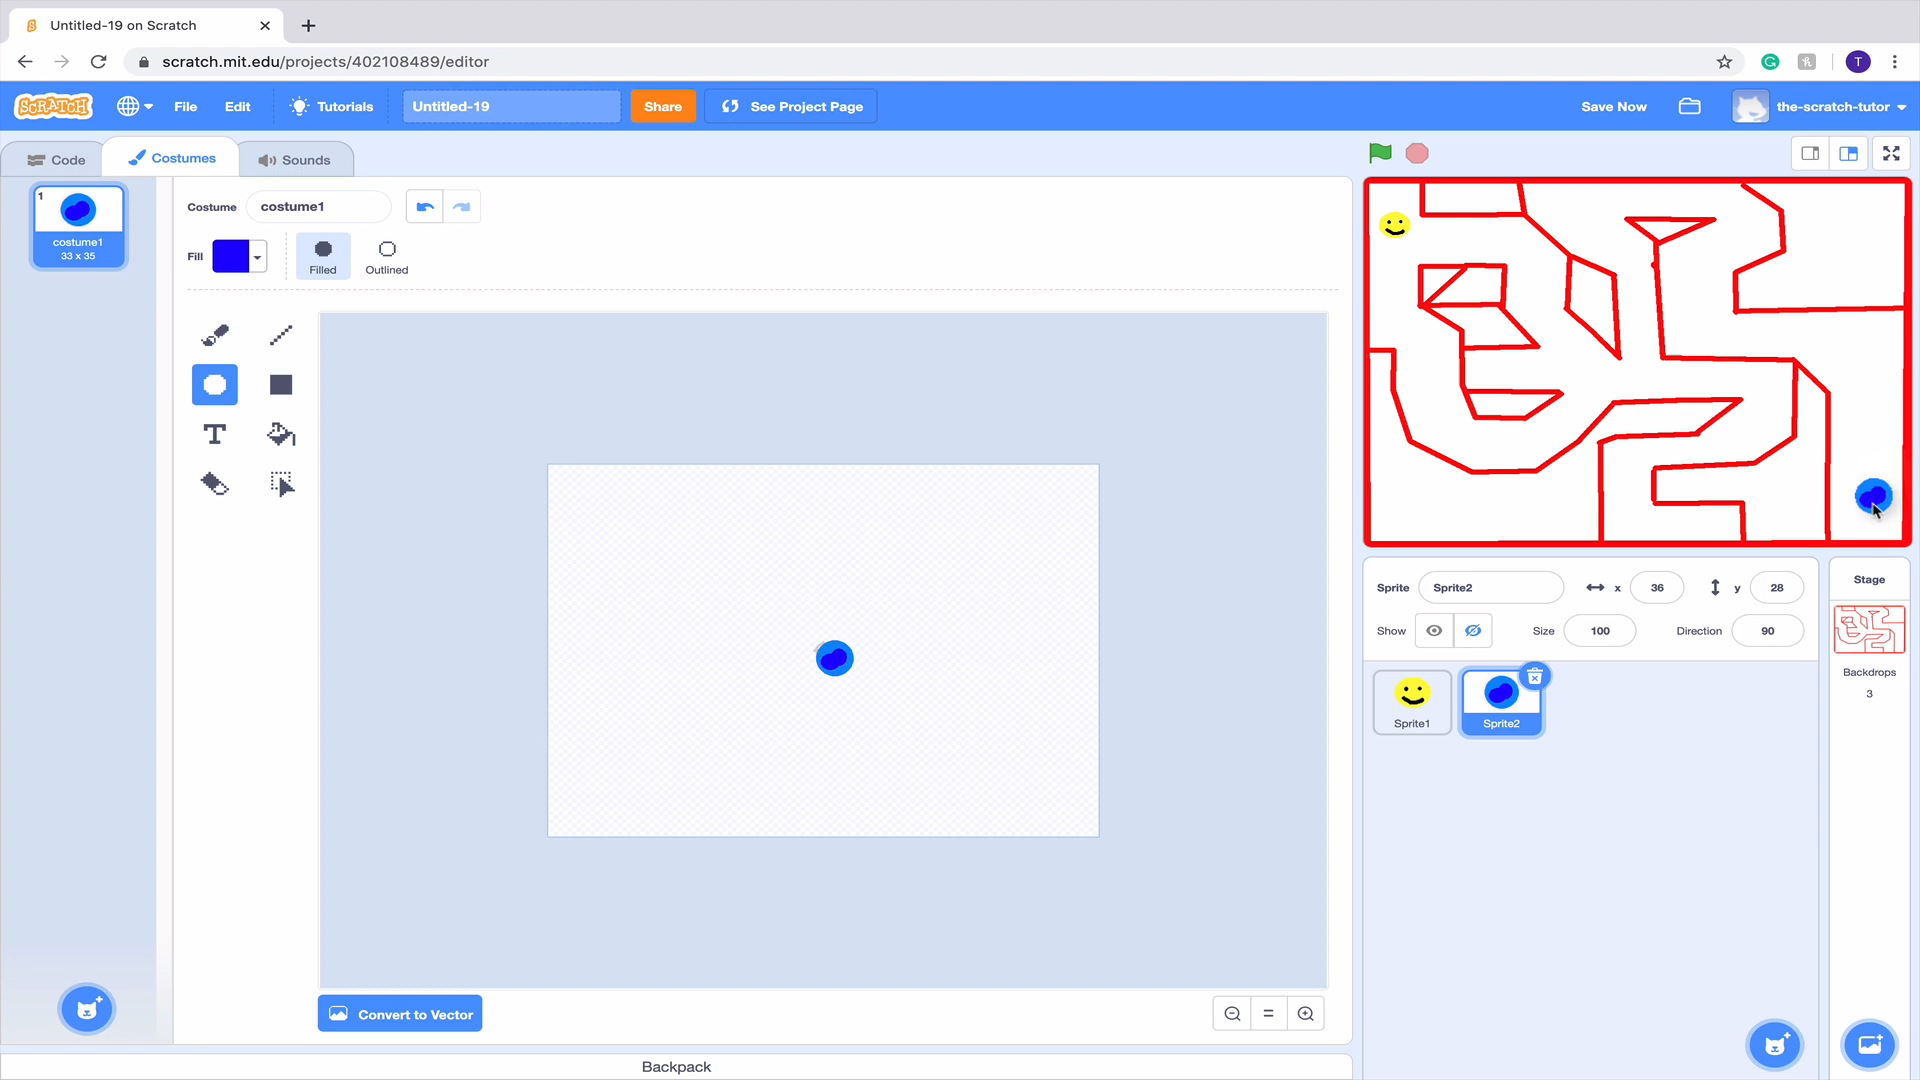 Untitled-19 on Scratch
scratch.mit.edu/projects/402108489/editor
T
SCRATCH
File
Edit
Tutorials
Untitled-19
Share
See Project Page
Save Now
the-scratch-tutor
Code
Costumes
Sounds
1
costume1
33 x 35
Costume
costume1
Fill
Filled
Outlined
T
Convert to Vector
Backpack
Sprite
Sprite2
x
36
y
28
Show
Size
100
Direction
90
Sprite1
Sprite2
Stage
Backdrops
3